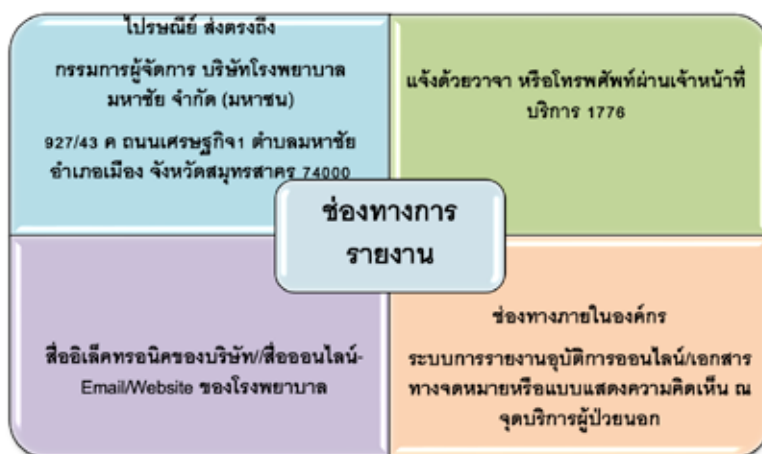 ไปรษณีย์ ส่งตรงถึง
กรรมการผู้จัดการ บริษัทโรงพยาบาล
มหาชัย จำกัด (มหาชน)
927/43 ค ถนนเศรษฐกิจ1 ตำบลมหาชัย
อำเภอเมือง จังหวัดสมุทรสาคร 74000
แจ้งด้วยวาจา หรือโทรพศัพท์ผ่านเจ้าหน้าที่
บริการ 1776
ช่องทางการ
รายงาน
สื่ออิเล็คทรอนิคของบริษัท//สื่อออนไลน์-
Email/Website ของโรงพยาบาล
ช่องทางภายในองค์กร
ระบบการรายงานอุบัติการออนไลน์/เอกสาร
ทางจดหมายหรือแบบแสดงความคิดเห็น ณ
จุดบริการผู้ป่วยนอก